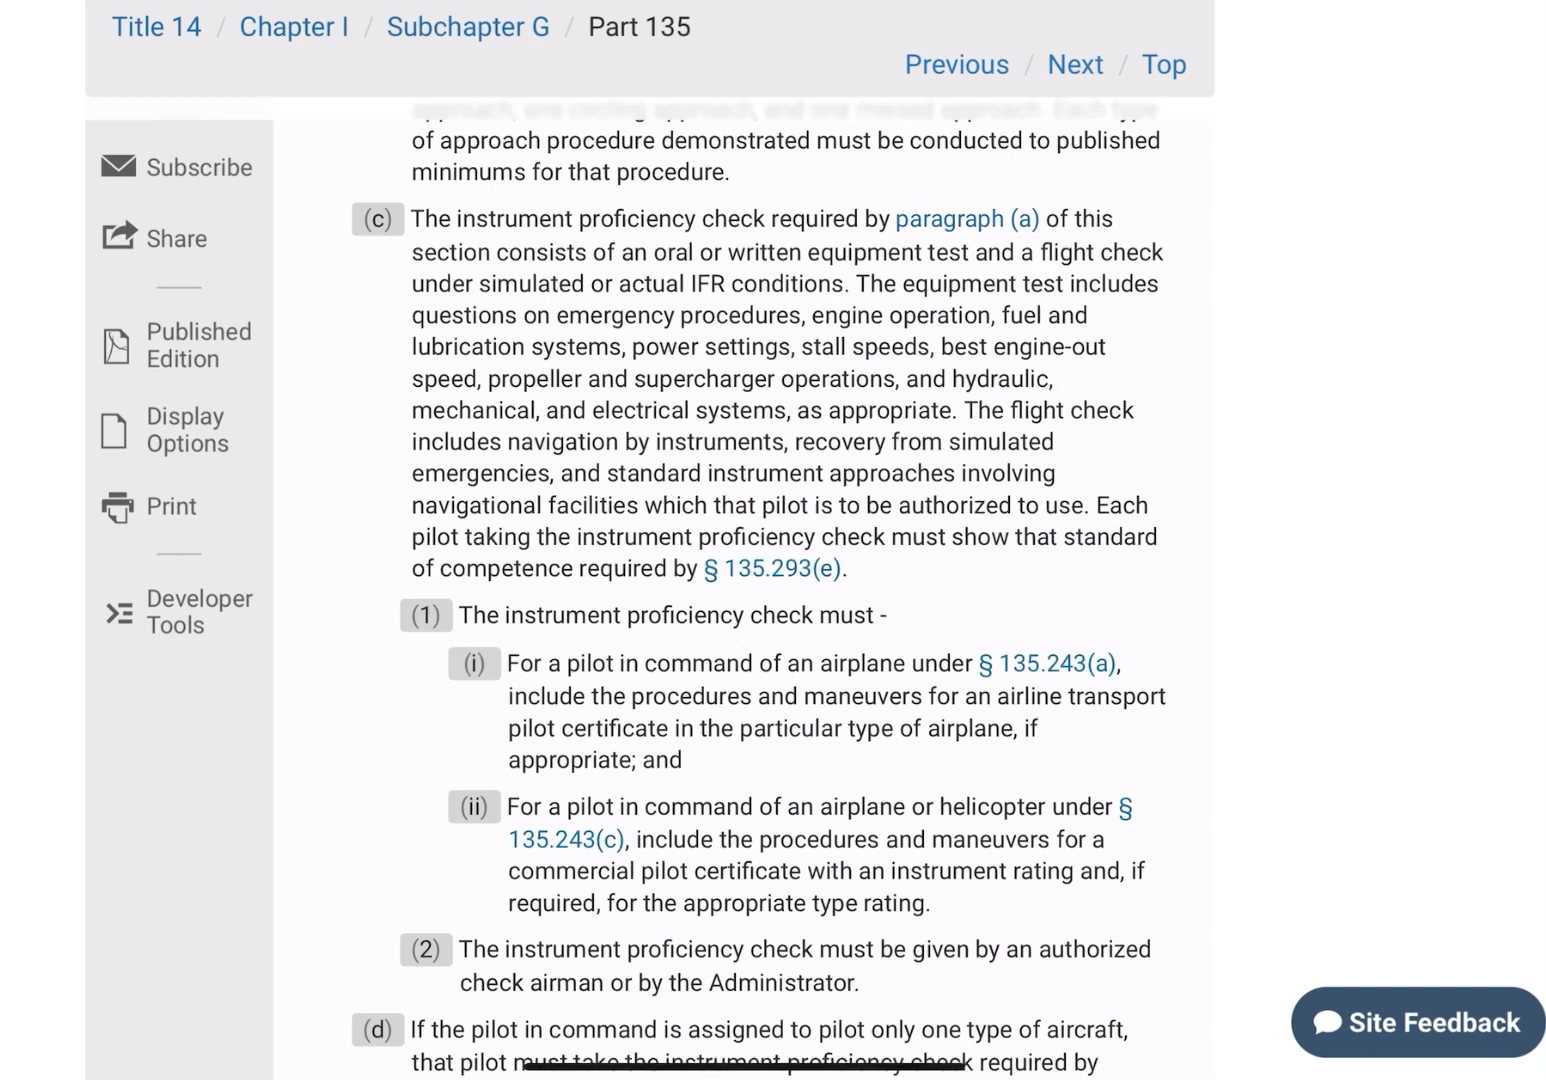 Title 14 / Chapter I / Subchapter G / Part 135
Previous / Next / Top
approach, one circling approach, and one missed approach. Each type
of approach procedure demonstrated must be conducted to published
minimums for that procedure.
Subscribe
Share
Published
Edition
Display
Options
Print
Developer
Tools
(c) The instrument proficiency check required by paragraph (a) of this
section consists of an oral or written equipment test and a flight check
under simulated or actual IFR conditions. The equipment test includes
questions on emergency procedures, engine operation, fuel and
lubrication systems, power settings, stall speeds, best engine-out
speed, propeller and supercharger operations, and hydraulic,
mechanical, and electrical systems, as appropriate. The flight check
includes navigation by instruments, recovery from simulated
emergencies, and standard instrument approaches involving
navigational facilities which that pilot is to be authorized to use. Each
pilot taking the instrument proficiency check must show that standard
of competence required by § 135.293(e).
(1) The instrument proficiency check must -
(i) For a pilot in command of an airplane under § 135.243(a),
include the procedures and maneuvers for an airline transport
pilot certificate in the particular type of airplane, if
appropriate; and
(ii) For a pilot in command of an airplane or helicopter under §
135.243(c), include the procedures and maneuvers for a
commercial pilot certificate with an instrument rating and, if
required, for the appropriate type rating.
(2) The instrument proficiency check must be given by an authorized
check airman or by the Administrator.
(d) If the pilot in command is assigned to pilot only one type of aircraft,
that pilot must take the instrument proficiency check required by
Site Feedback